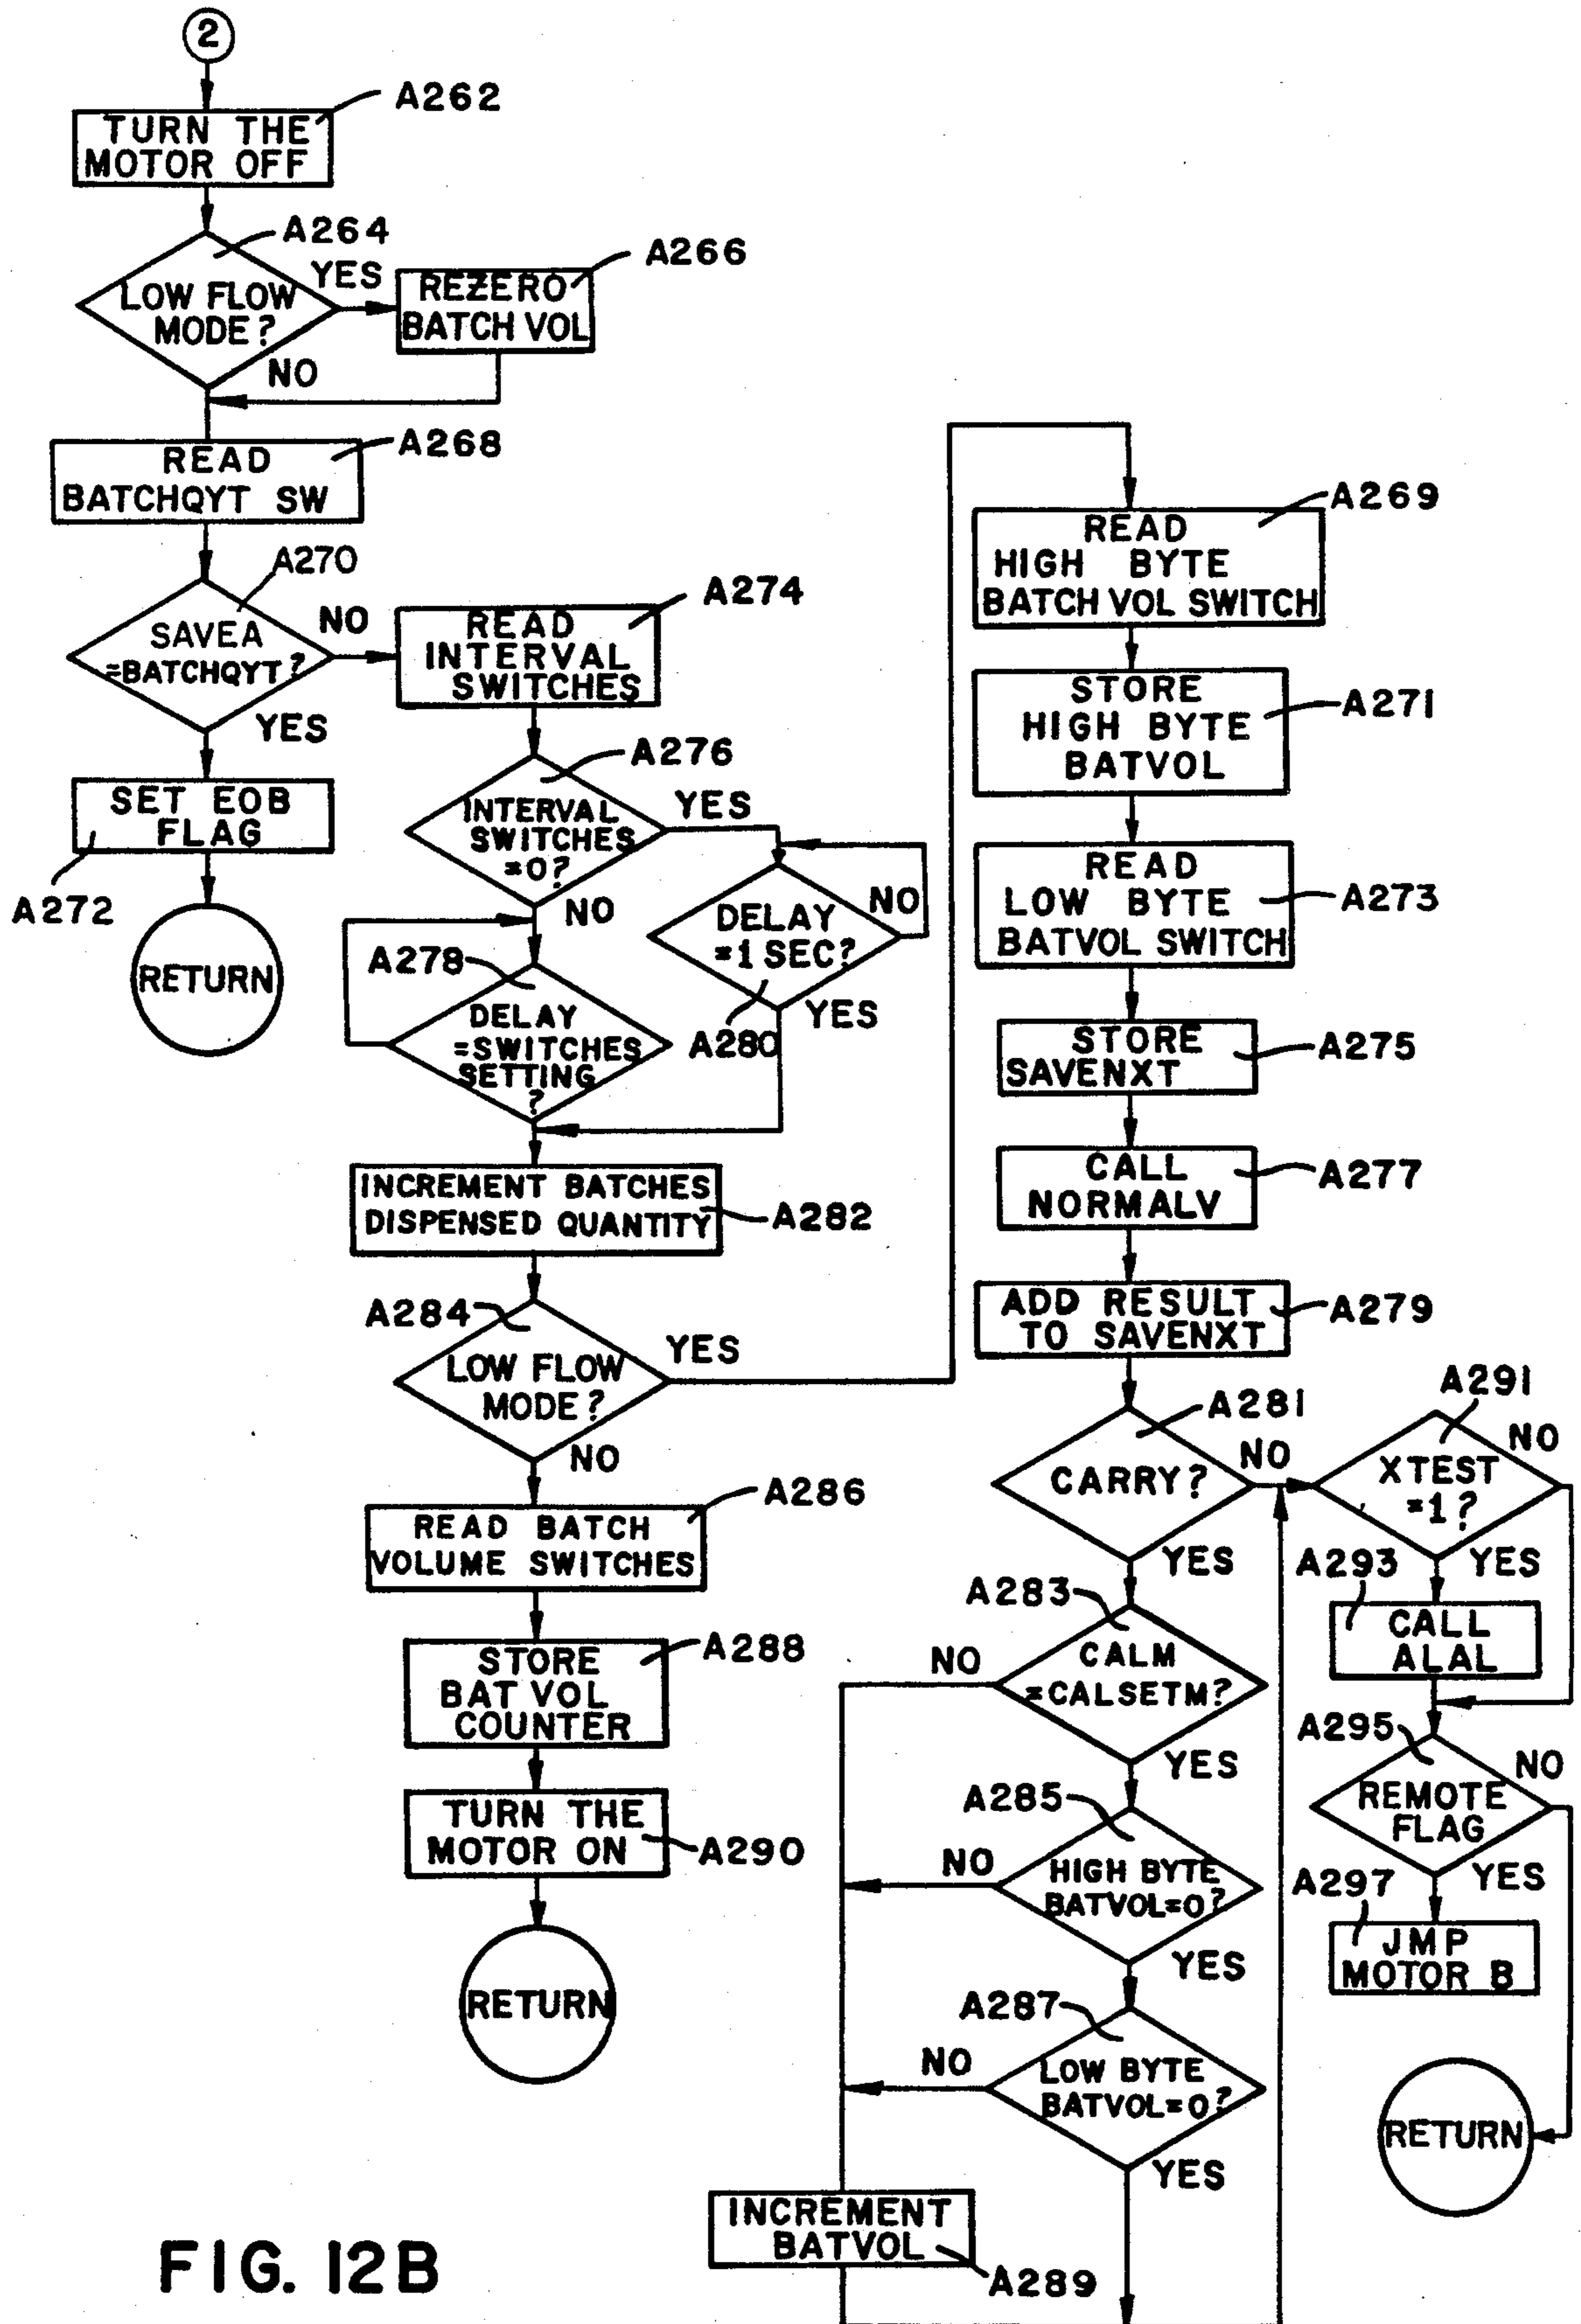 2
A262
TURN THE
MOTOR OFF
A264
LOW FLOW
MODE?
YES
NO
A266
REZERO
BATCH VOL
A268
READ
BATCHQYT SW
A270
SAVEA
=BATCHQYT?
NO
YES
SET EOB
FLAG
A272
RETURN
A274
READ
INTERVAL
SWITCHES
A276
INTERVAL
SWITCHES
=0?
YES
NO
DELAY
=1 SEC?
NO
A280
YES
A278
DELAY
=SWITCHES
SETTING
?
INCREMENT BATCHES
DISPENSED QUANTITY
A282
A284
LOW FLOW
MODE?
YES
NO
A286
READ BATCH
VOLUME SWITCHES
STORE
BAT VOL
COUNTER
A288
TURN THE
MOTOR ON
A290
RETURN
A269
READ
HIGH BYTE
BATCH VOL SWITCH
STORE
HIGH BYTE
BATVOL
A271
READ
LOW BYTE
BATVOL SWITCH
A273
STORE
SAVENXT
A275
CALL
NORMALV
A277
ADD RESULT
TO SAVENXT
A279
A281
CARRY?
NO
YES
A283
CALM
=CALSETM?
NO
YES
A285
HIGH BYTE
BATVOL=0?
NO
YES
A287
LOW BYTE
BATVOL=0?
NO
YES
INCREMENT
BATVOL
A289
A291
XTEST
=1?
NO
YES
A293
CALL
ALAL
A295
REMOTE
FLAG
NO
YES
A297
JMP
MOTOR B
RETURN
FIG. 12B